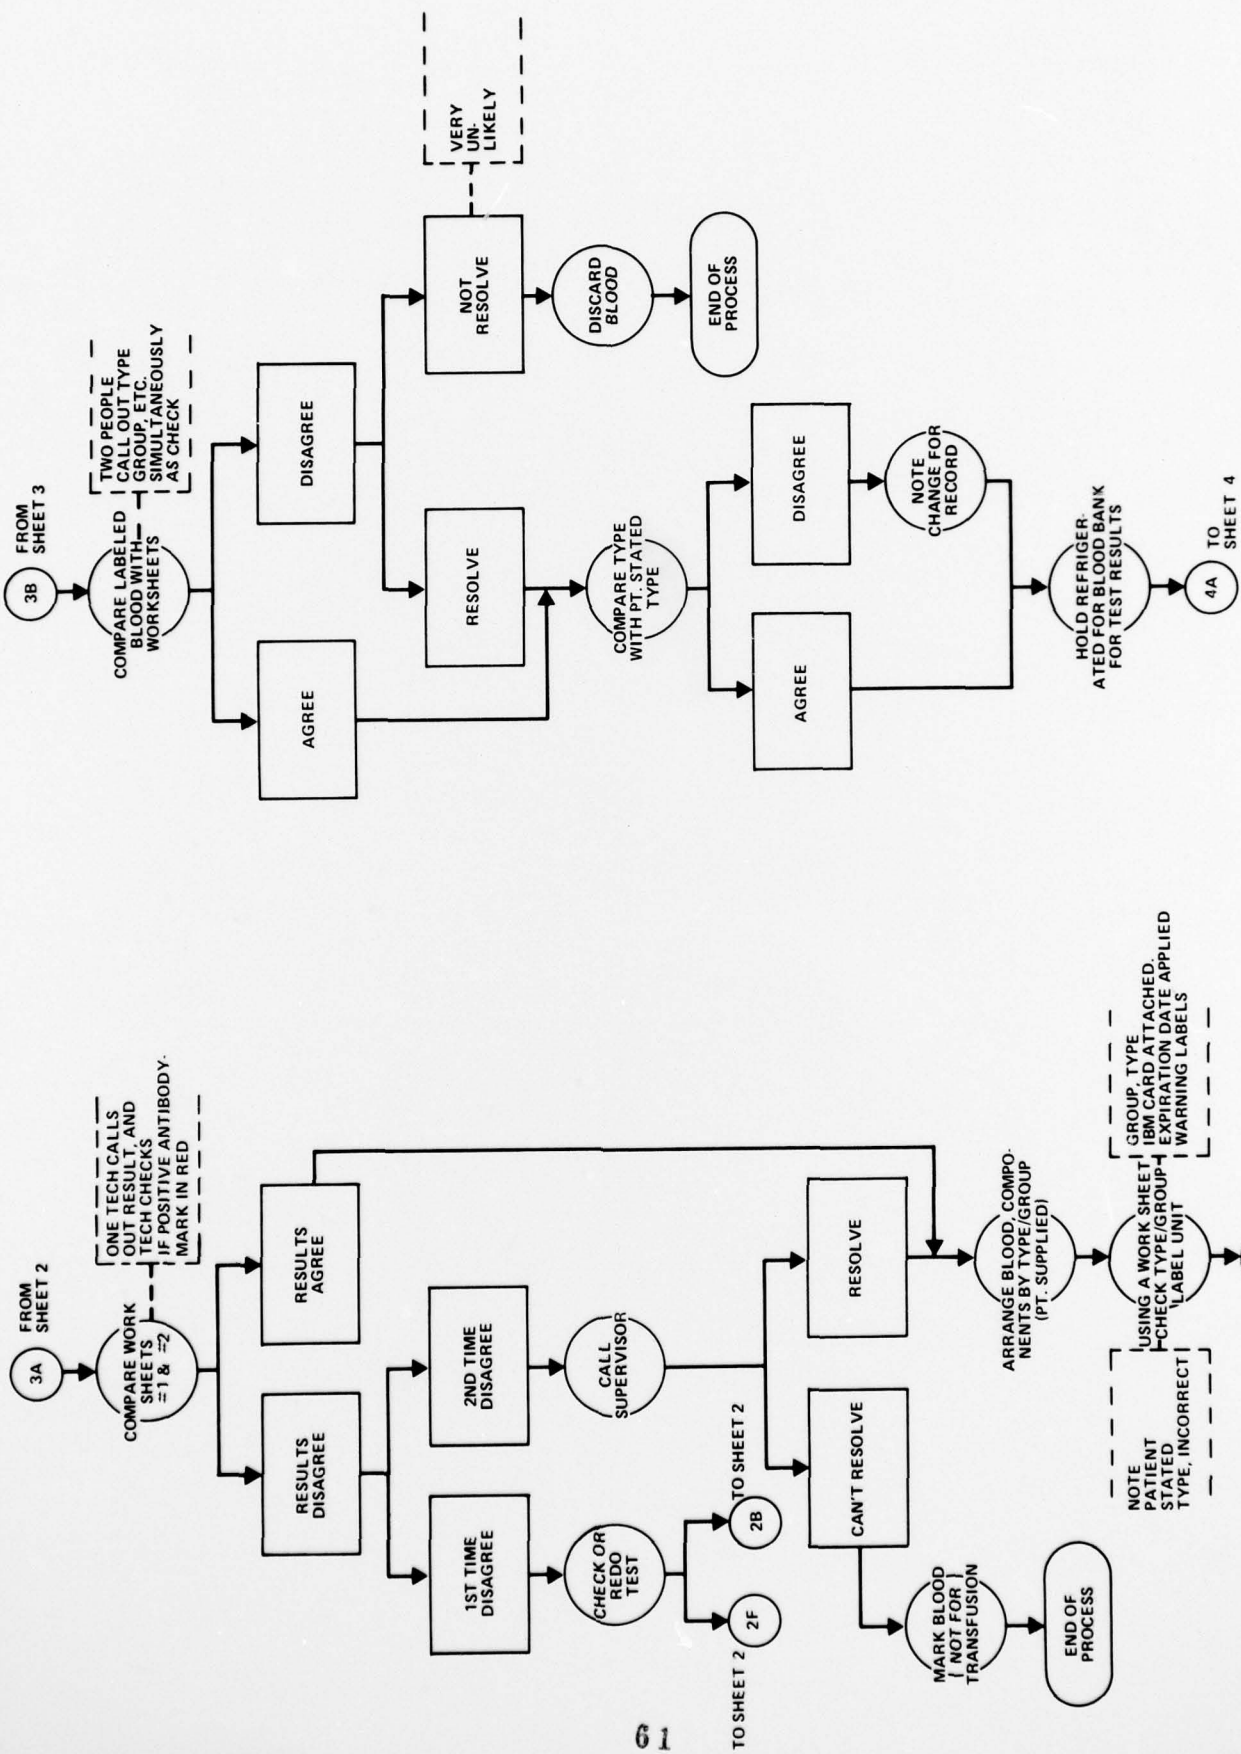 3A
FROM
SHEET 2
COMPARE WORK
SHEETS
=1 & =2
ONE TECH CALLS
OUT RESULT, AND
TECH CHECKS
IF POSITIVE ANTIBODY-
MARK IN RED
RESULTS
DISAGREE
RESULTS
AGREE
1ST TIME
DISAGREE
2ND TIME
DISAGREE
CHECK OR
REDO
TEST
CALL
SUPERVISOR
TO SHEET 2
2F
2B
TO SHEET 2
CAN'T RESOLVE
RESOLVE
MARK BLOOD
( NOT FOR )
TRANSFUSION
END OF
PROCESS
ARRANGE BLOOD, COMPO-
NENTS BY TYPE/GROUP
(PT. SUPPLIED)
NOTE
PATIENT
STATED
TYPE, INCORRECT
USING A WORK SHEET
CHECK TYPE/GROUP
LABEL UNIT
GROUP, TYPE
IBM CARD ATTACHED.
EXPIRATION DATE APPLIED
WARNING LABELS
3B
FROM
SHEET 3
COMPARE LABELED
BLOOD WITH
WORKSHEETS
TWO PEOPLE
CALL OUT TYPE
GROUP, ETC.
SIMULTANEOUSLY
AS CHECK
AGREE
DISAGREE
RESOLVE
NOT
RESOLVE
VERY
UN-
LIKELY
DISCARD
BLOOD
END OF
PROCESS
COMPARE TYPE
WITH PT. STATED
TYPE
AGREE
DISAGREE
NOTE
CHANGE FOR
RECORD
HOLD REFRIGER-
ATED FOR BLOOD BANK
FOR TEST RESULTS
4A
TO
SHEET 4
61